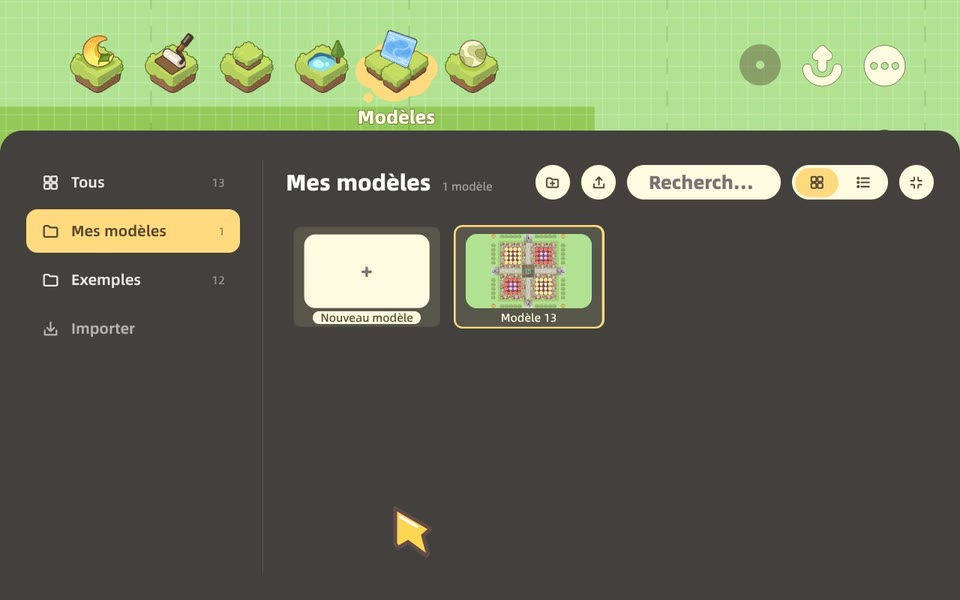 Modèles
Tous 13
Mes modèles 1
Exemples 12
Importer
Mes modèles 1 modèle
Recherch...
Nouveau modèle
Modèle 13